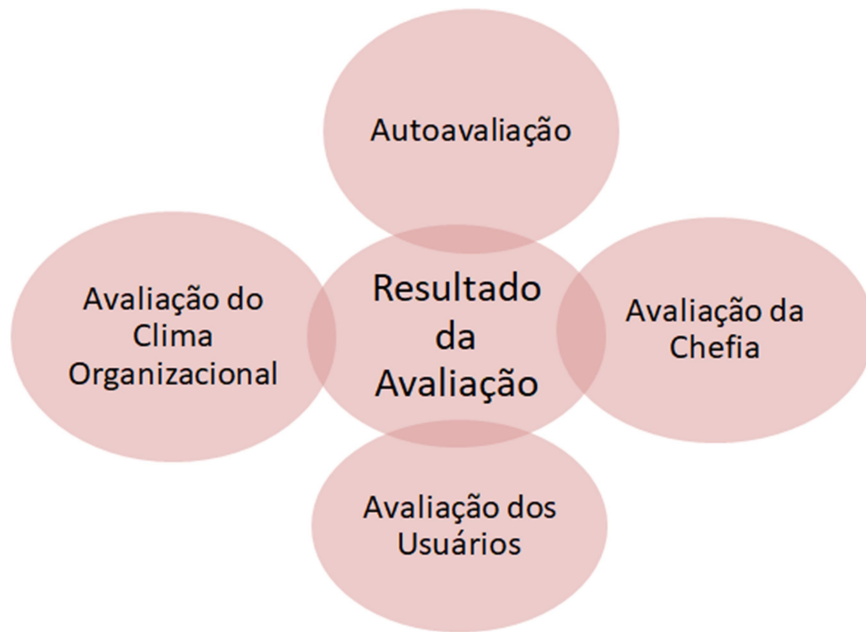 Autoavaliação
Avaliação do
Clima
Organizacional
Resultado
da
Avaliação
Avaliação da
Chefia
Avaliação dos
Usuários